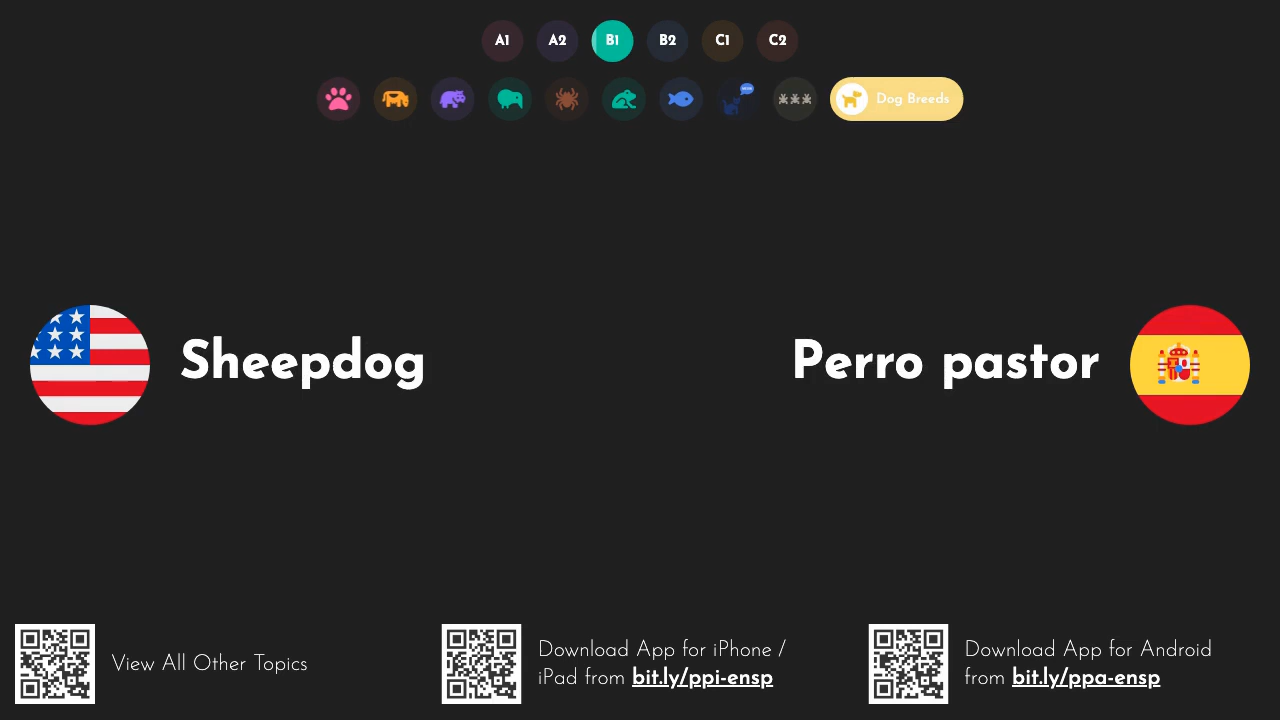 A1 A2 B1 B2 C1 C2
Dog Breeds
Sheepdog
Perro pastor
View All Other Topics
Download App for iPhone /
iPad from bit.ly/ppi-ensp
Download App for Android
from bit.ly/ppa-ensp